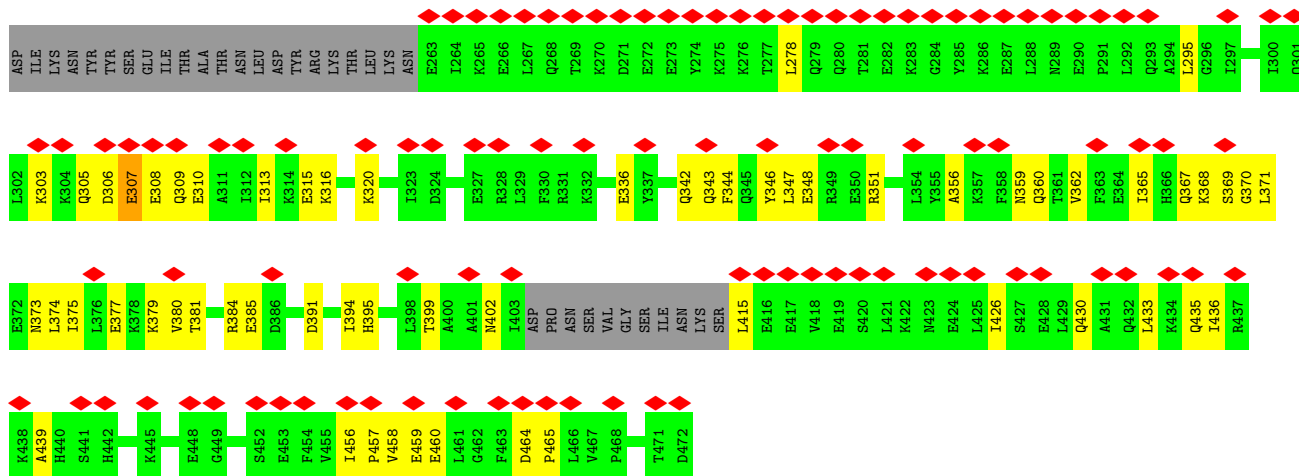 ASP ILE LYS ASN TYR TYR SER GLU ILE THR ALA THR ASN LEU ASP TYR ARG LYS THR LEU LYS ASN E263 I264 K265 E266 L267 Q268 T269 K270 D271 E272 E273 Y274 K275 K276 T277 L278 Q279 Q280 T281 E282 K283 G284 Y285 K286 E287 L288 N289 E290 P291 L292 Q293 A294 L295 G296 I297 I300 Q301
L302 K303 K304 Q305 D306 E307 E308 Q309 E310 A311 I312 I313 K314 E315 K316 K320 I323 D324 E327 R328 L329 F330 R331 K332 E336 Y337 Q342 Q343 F344 Q345 Y346 L347 E348 R349 E350 R351 L354 Y355 A356 K357 F358 N359 Q360 T361 V362 F363 E364 I365 H366 Q367 K368 S369 G370 L371
E372 N373 L374 I375 L376 E377 K378 K379 V380 T381 R384 E385 D386 D391 I394 H395 L398 T399 A400 A401 N402 I403 ASP PRO ASN SER VAL GLY SER ILE ASN LYS SER L415 E416 E417 V418 E419 S420 L421 K422 N423 E424 L425 I426 S427 E428 L429 Q430 A431 Q432 L433 K434 Q435 I436 R437
K438 A439 H440 S441 H442 K445 E448 G449 S452 E453 F454 V455 I456 P457 V458 E459 E460 L461 G462 F463 D464 P465 L466 V467 P468 T471 D472